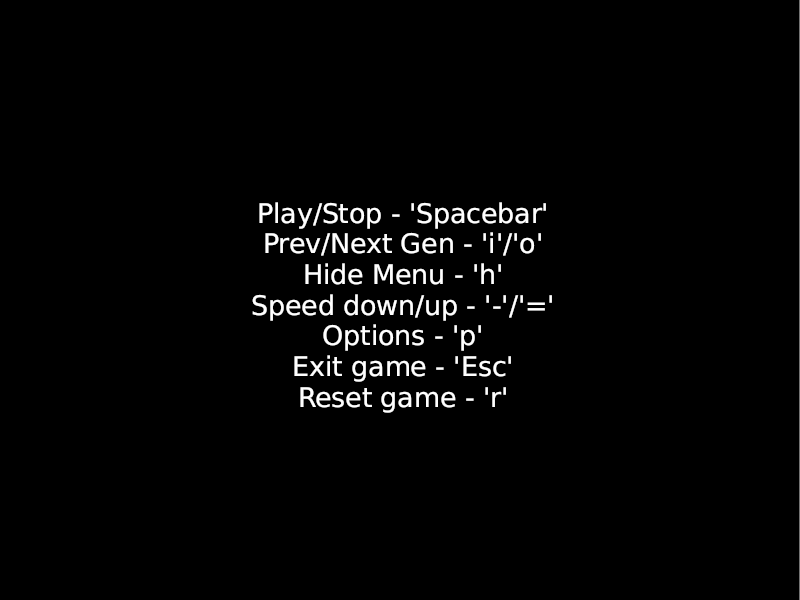 Play/Stop - 'Spacebar'
Prev/Next Gen - 'i'/'o'
Hide Menu - 'h'
Speed down/up - '-'/'='
Options - 'p'
Exit game - 'Esc'
Reset game - 'r'